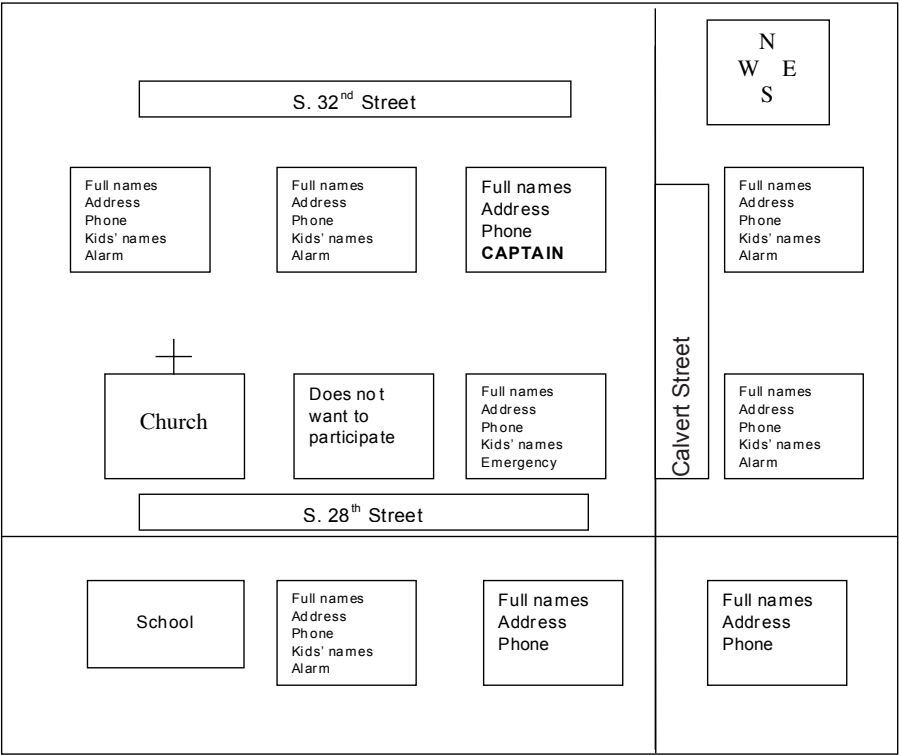 N
W E
S
S. 32nd Street
Full names
Address
Phone
Kids' names
Alarm
Full names
Address
Phone
Kids' names
Alarm
Full names
Address
Phone
CAPTAIN
Full names
Address
Phone
Kids' names
Alarm
Calvert Street
Church
Does not
want to
participate
Full names
Address
Phone
Kids' names
Emergency
Full names
Address
Phone
Kids' names
Alarm
S. 28th Street
School
Full names
Address
Phone
Kids' names
Alarm
Full names
Address
Phone
Full names
Address
Phone